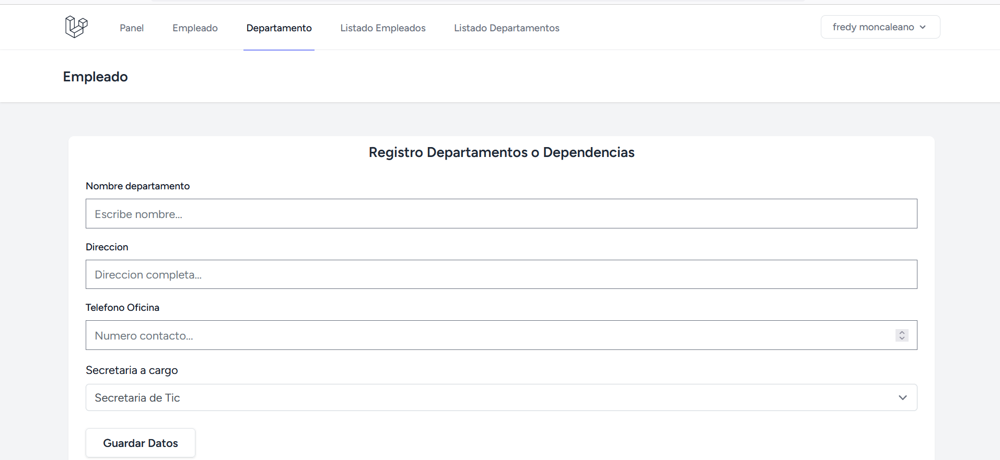 Panel Empleado Departamento Listado Empleados Listado Departamentos fredy moncaleano
Empleado
Registro Departamentos o Dependencias
Nombre departamento
Escribe nombre...
Direccion
Direccion completa...
Telefono Oficina
Numero contacto...
Secretaria a cargo
Secretaria de Tic
Guardar Datos